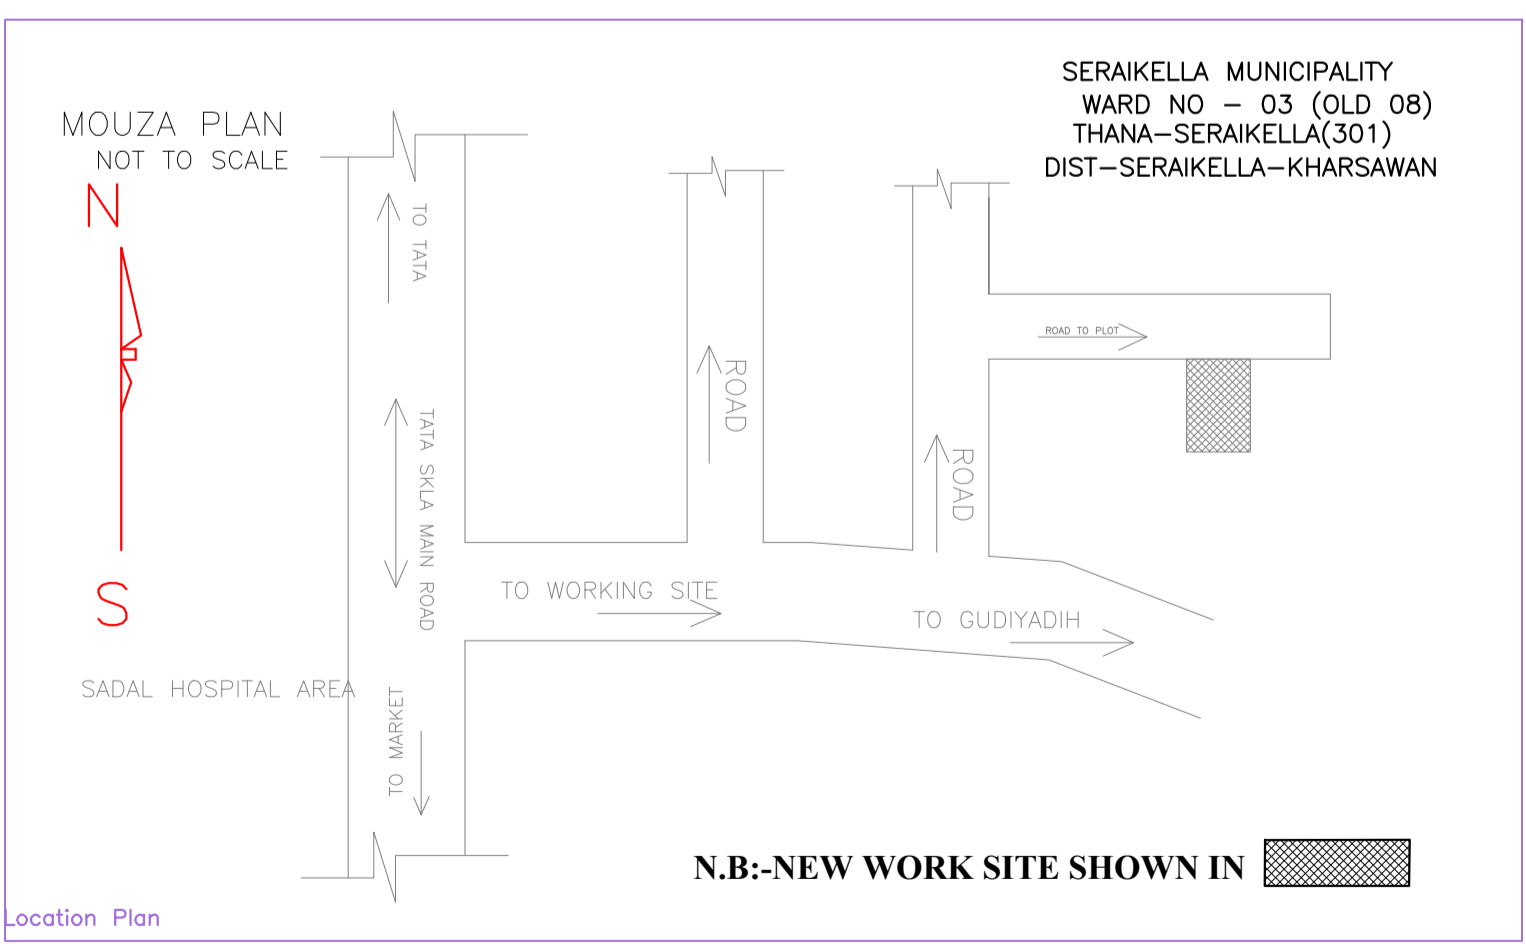 SERAIKELLA MUNICIPALITY
WARD NO - 03 (OLD 08)
THANA-SERAIKELLA(301)
DIST-SERAIKELLA-KHARSAWAN
MOUZA PLAN
NOT TO SCALE
N
S
TO TATA
TATA SKLA MAIN ROAD
ROAD
ROAD
ROAD TO PLOT
TO WORKING SITE
TO GUDIYADIH
SADAL HOSPITAL AREA
TO MARKET
N.B:-NEW WORK SITE SHOWN IN
Location Plan